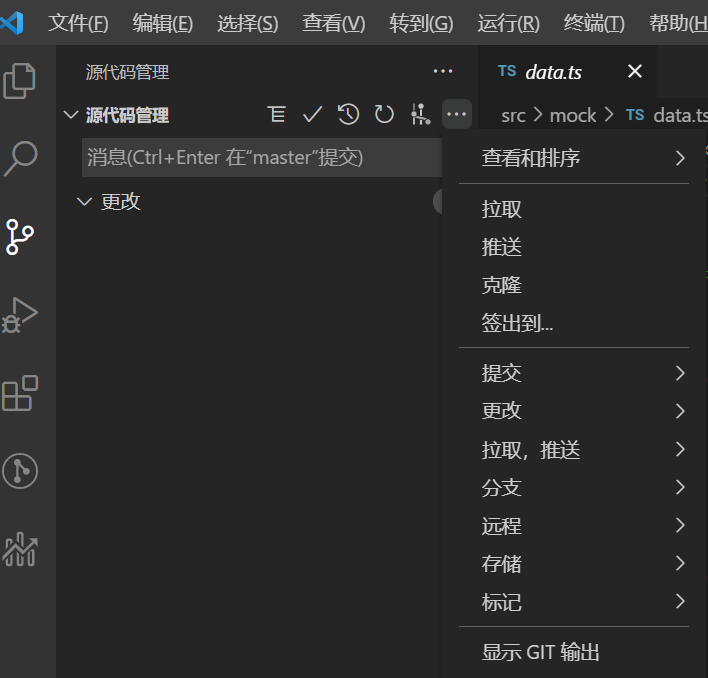 文件(F) 编辑(E) 选择(S) 查看(V) 转到(G) 运行(R) 终端(T) 帮助(H
源代码管理
TS data.ts
源代码管理
src > mock > TS data.ts
消息(Ctrl+Enter 在“master”提交)
更改
查看和排序
拉取
推送
克隆
签出到...
提交
更改
拉取，推送
分支
远程
存储
标记
显示 GIT 输出